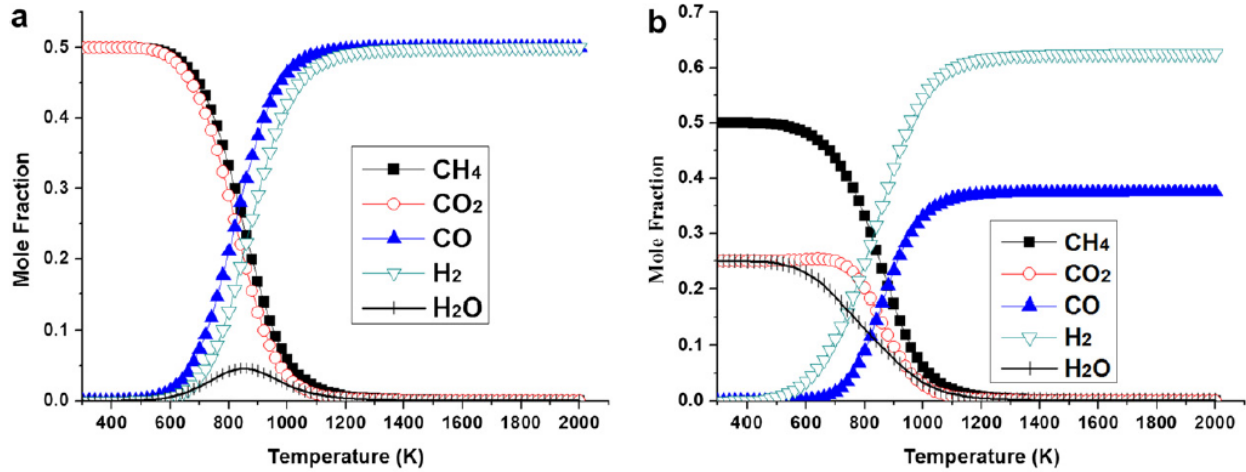 a
0.5
0.4
0.3
0.2
0.1
0.0
Mole Fraction
400 600 800 1000 1200 1400 1600 1800 2000
Temperature (K)
CH₄
CO₂
CO
H₂
H₂O
b
0.7
0.6
0.5
0.4
0.3
0.2
0.1
0.0
Mole Fraction
400 600 800 1000 1200 1400 1600 1800 2000
Temperature (K)
CH₄
CO₂
CO
H₂
H₂O